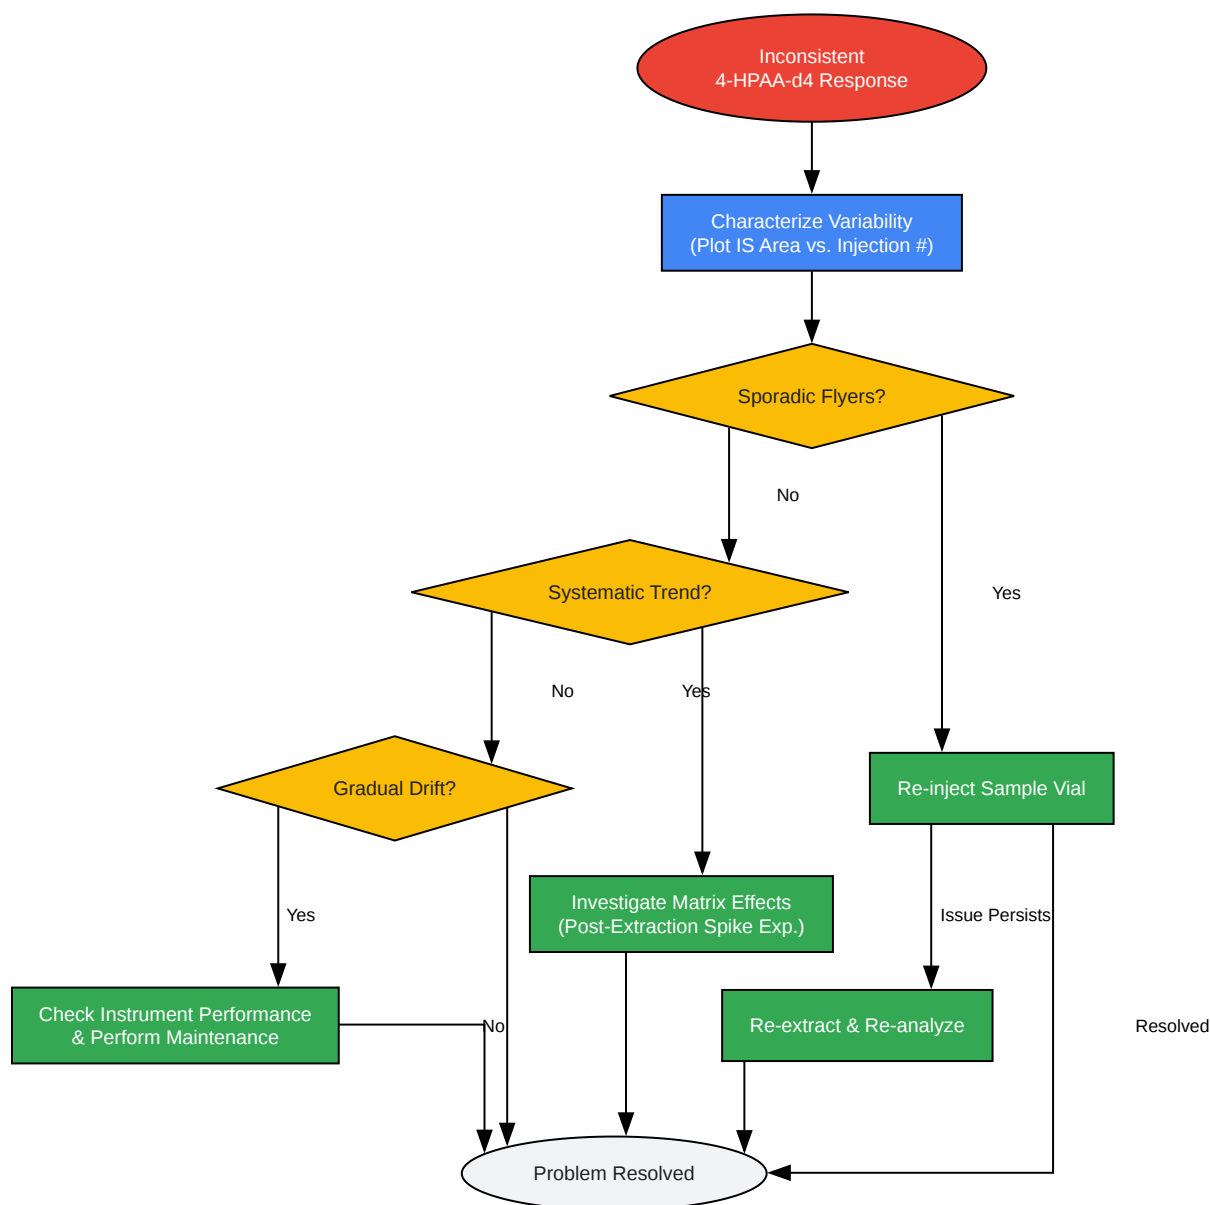 Inconsistent
4-HPAA-d4 Response
Characterize Variability
(Plot IS Area vs. Injection #)
Sporadic Flyers?
No
Yes
Systematic Trend?
No
Yes
Gradual Drift?
Re-inject Sample Vial
Yes
Investigate Matrix Effects
(Post-Extraction Spike Exp.)
Issue Persists
Check Instrument Performance
& Perform Maintenance
No
Re-extract & Re-analyze
Resolved
Problem Resolved